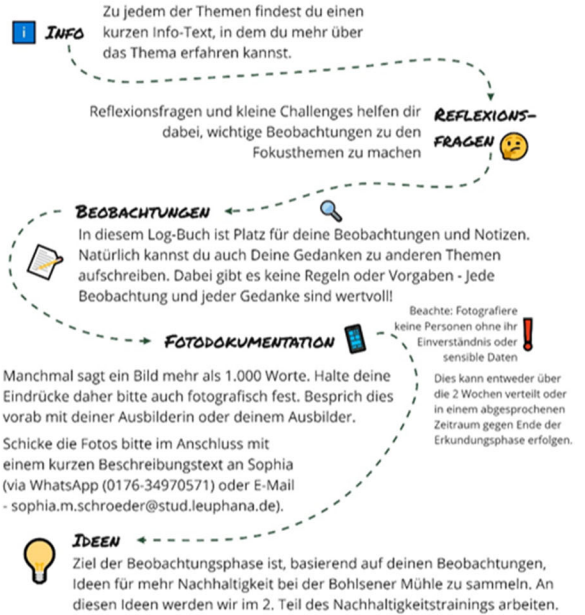 INFO
Zu jedem der Themen findest du einen
kurzen Info-Text, in dem du mehr über
das Thema erfahren kannst.
Reflexionsfragen und kleine Challenges helfen dir
dabei, wichtige Beobachtungen zu den
Fokusthemen zu machen
REFLEXIONS-
FRAGEN
BEOBACHTUNGEN
In diesem Log-Buch ist Platz für deine Beobachtungen und Notizen.
Natürlich kannst du auch Deine Gedanken zu anderen Themen
aufschreiben. Dabei gibt es keine Regeln oder Vorgaben - Jede
Beobachtung und jeder Gedanke sind wertvoll!
FOTODOKUMENTATION
Beachte: Fotografiere
keine Personen ohne ihr
Einverständnis oder
sensible Daten
Manchmal sagt ein Bild mehr als 1.000 Worte. Halte deine
Eindrücke daher bitte auch fotografisch fest. Besprich dies
vorab mit deiner Ausbilderin oder deinem Ausbilder.
Dies kann entweder über
die 2 Wochen verteilt oder
in einem abgesprochenen
Zeitraum gegen Ende der
Erkundungsphase erfolgen.
Schicke die Fotos bitte im Anschluss mit
einem kurzen Beschreibungstext an Sophia
(via WhatsApp (0176-34970571) oder E-Mail
- sophia.m.schroeder@stud.leuphana.de).
IDEEN
Ziel der Beobachtungsphase ist, basierend auf deinen Beobachtungen,
Ideen für mehr Nachhaltigkeit bei der Bohlsener Mühle zu sammeln. An
diesen Ideen werden wir im 2. Teil des Nachhaltigkeitstrainings arbeiten.